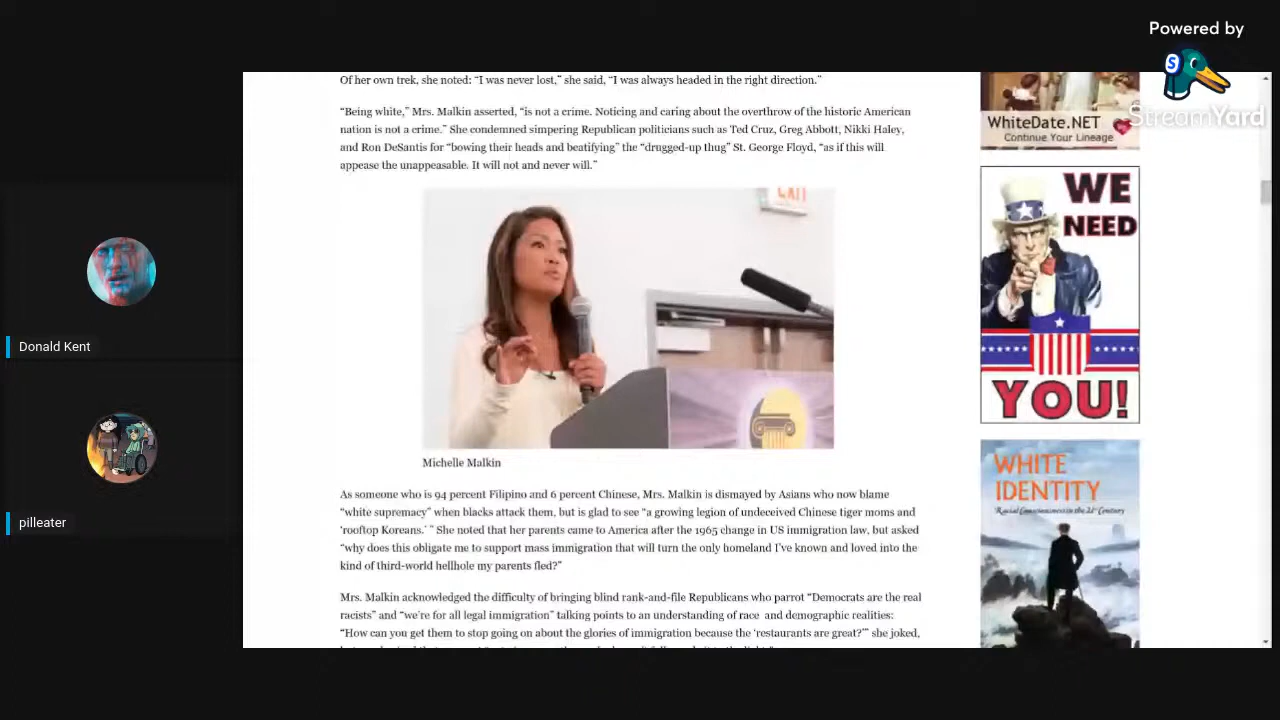 Powered by
StreamYard
Of her own trek, she noted: “I was never lost,” she said, “I was always headed in the right direction.”
“Being white,” Mrs. Malkin asserted, “is not a crime. Noticing and caring about the overthrow of the historic American
nation is not a crime.” She condemned simpering Republican politicians such as Ted Cruz, Greg Abbott, Nikki Haley,
and Ron DeSantis for “bowing their heads and beatifying” the “drugged-up thug” St. George Floyd, “as if this will
appease the unappeasable. It will not and never will.”
EXIT
Michelle Malkin
As someone who is 94 percent Filipino and 6 percent Chinese, Mrs. Malkin is dismayed by Asians who now blame
“white supremacy” when blacks attack them, but is glad to see “a growing legion of undeceived Chinese tiger moms and
‘rooftop Koreans.’ ” She noted that her parents came to America after the 1965 change in US immigration law, but asked
“why does this obligate me to support mass immigration that will turn the only homeland I’ve known and loved into the
kind of third-world hellhole my parents fled?”
Mrs. Malkin acknowledged the difficulty of bringing blind rank-and-file Republicans who parrot “Democrats are the real
racists” and “we’re for all legal immigration” talking points to an understanding of race and demographic realities:
“How can you get them to stop going on about the glories of immigration because the ‘restaurants are great?’” she joked,
WhiteDate.NET
Continue Your Lineage
WE
NEED
YOU!
WHITE
IDENTITY
Racial Consciousness in the 21st Century
Donald Kent
pilleater